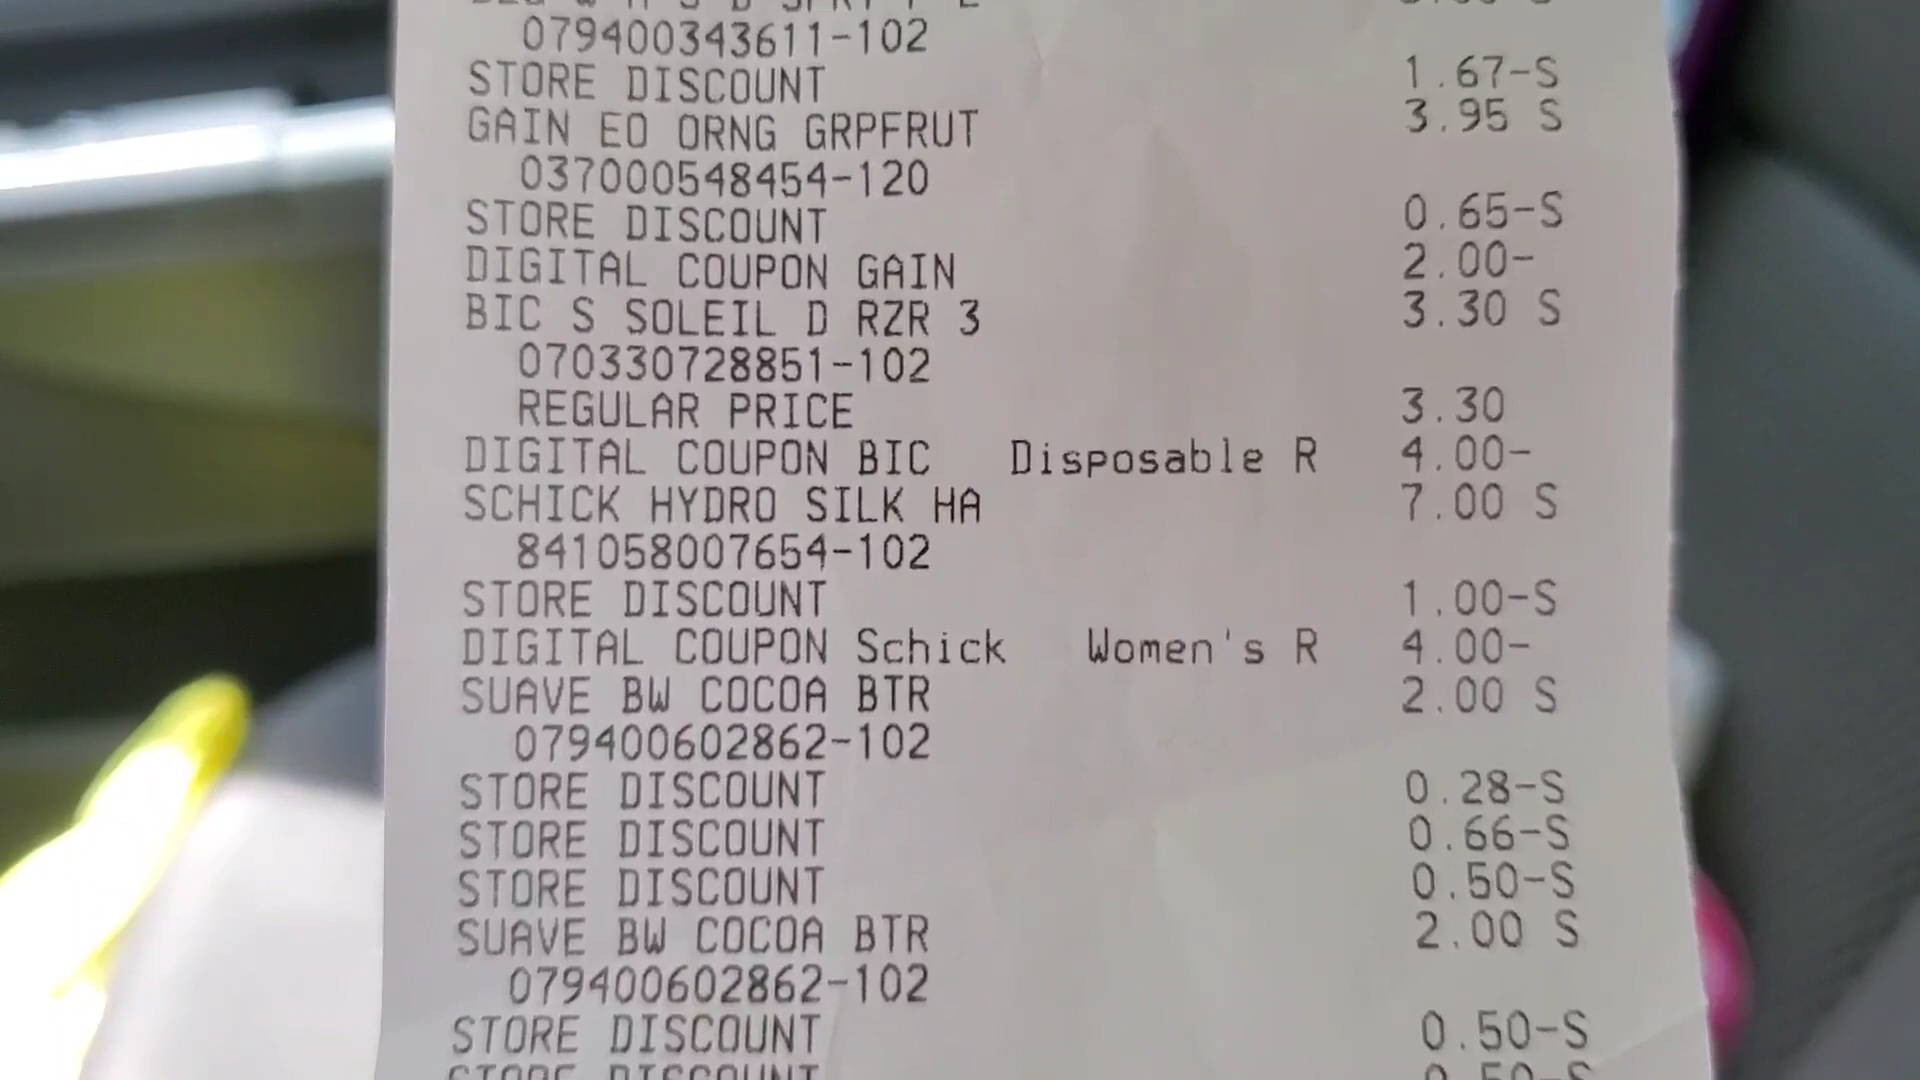 079400343611-102
STORE DISCOUNT 1.67-S
GAIN EO ORNG GRPFRUT 3.95 S
037000548454-120
STORE DISCOUNT 0.65-S
DIGITAL COUPON GAIN 2.00-
BIC S SOLEIL D RZR 3 3.30 S
070330728851-102
REGULAR PRICE 3.30
DIGITAL COUPON BIC Disposable R 4.00-
SCHICK HYDRO SILK HA 7.00 S
841058007654-102
STORE DISCOUNT 1.00-S
DIGITAL COUPON Schick Women's R 4.00-
SUAVE BW COCOA BTR 2.00 S
079400602862-102
STORE DISCOUNT 0.28-S
STORE DISCOUNT 0.66-S
STORE DISCOUNT 0.50-S
SUAVE BW COCOA BTR 2.00 S
079400602862-102
STORE DISCOUNT 0.50-S
STORE DISCOUNT